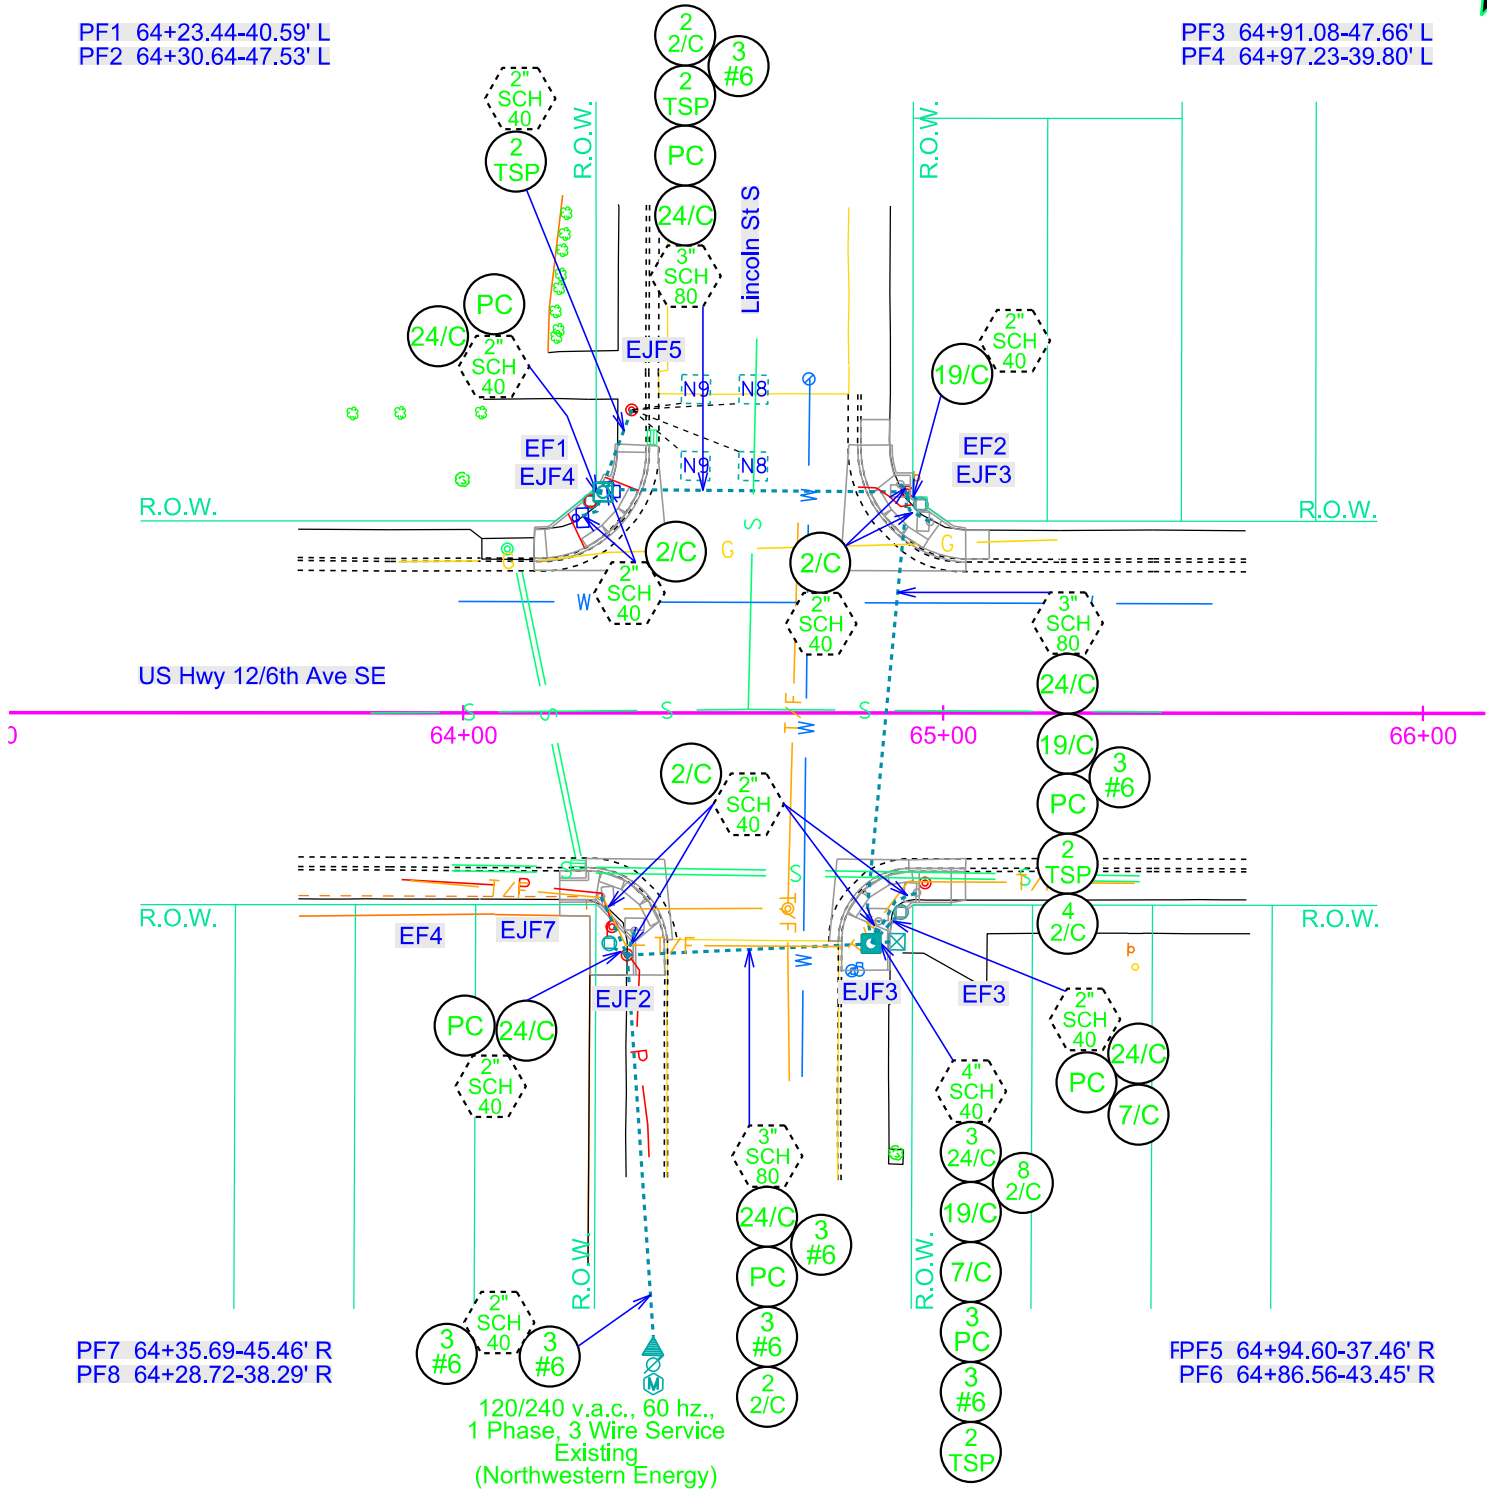 PF1 64+23.44-40.59' L
PF2 64+30.64-47.53' L
PF3 64+91.08-47.66' L
PF4 64+97.23-39.80' L
2
2/C
3
#6
2
TSP
PC
24/C
3"
SCH
80
2"
SCH
40
2
TSP
R.O.W.
R.O.W.
Lincoln St S
PC
24/C
2"
SCH
40
2"
SCH
40
19/C
EJF5
N9
N8
N9
N8
EF1
EJF4
EF2
EJF3
R.O.W.
R.O.W.
W
S
G
G
G
2/C
2"
SCH
40
2/C
2"
SCH
40
W
3"
SCH
80
24/C
19/C
3
#6
PC
2
TSP
4
2/C
US Hwy 12/6th Ave SE
S
S
S
S
T/F
W
64+00
65+00
66+00
0
2/C
2"
SCH
40
S
S
S
P
T/F
T/F
T/F
T/F
W
R.O.W.
R.O.W.
EF4
EJF7
EJF2
EJF3
EF3
P
PC
24/C
2"
SCH
40
2"
SCH
40
24/C
PC
7/C
4"
SCH
40
3
24/C
8
2/C
19/C
7/C
3
PC
3
#6
2
TSP
3"
SCH
80
24/C
3
#6
PC
3
#6
2
2/C
R.O.W.
R.O.W.
2"
SCH
40
3
#6
3
#6
PF7 64+35.69-45.46' R
PF8 64+28.72-38.29' R
PF5 64+94.60-37.46' R
PF6 64+86.56-43.45' R
M
120/240 v.a.c., 60 hz.,
1 Phase, 3 Wire Service
Existing
(Northwestern Energy)